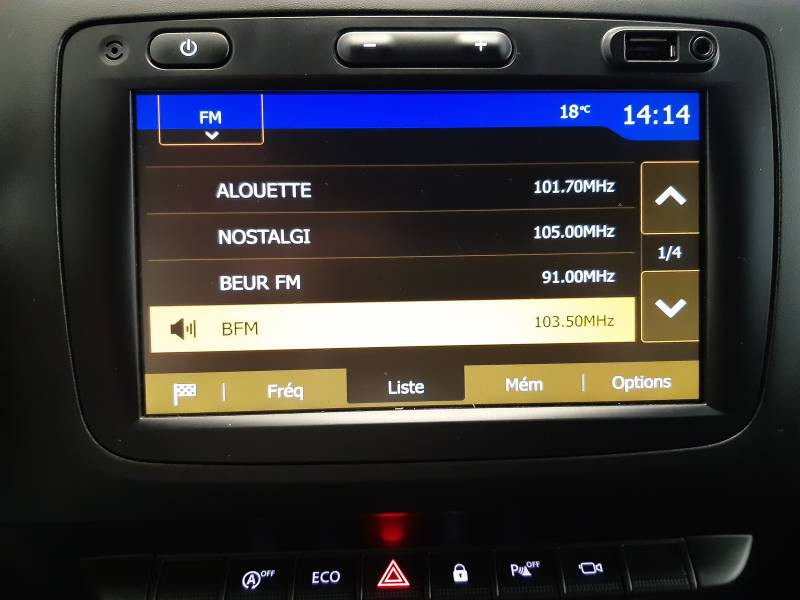 − +
FM 18°C 14:14
ALOUETTE 101.70MHz
NOSTALGI 105.00MHz
1/4
BEUR FM 91.00MHz
BFM 103.50MHz
Fréq Liste Mém Options
A OFF ECO P OFF